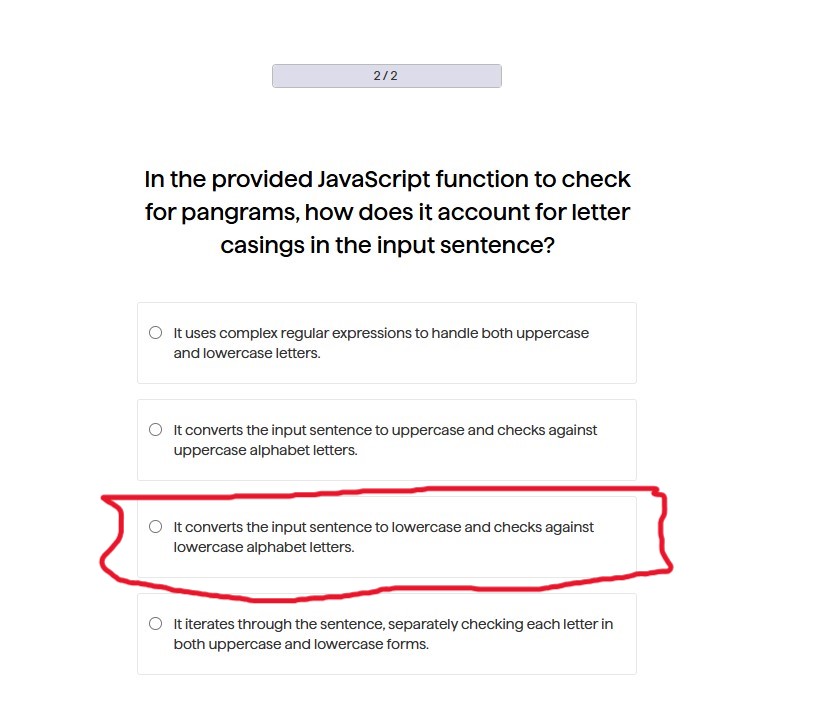 2 / 2
In the provided JavaScript function to check
for pangrams, how does it account for letter
casings in the input sentence?
It uses complex regular expressions to handle both uppercase
and lowercase letters.
It converts the input sentence to uppercase and checks against
uppercase alphabet letters.
It converts the input sentence to lowercase and checks against
lowercase alphabet letters.
It iterates through the sentence, separately checking each letter in
both uppercase and lowercase forms.